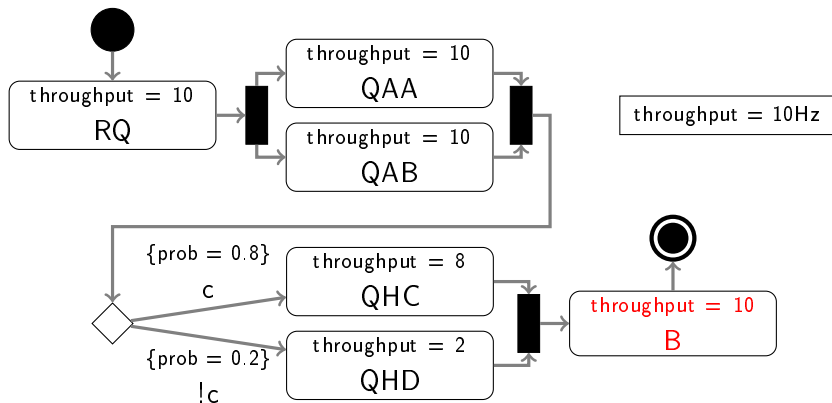 throughput = 10
RQ
throughput = 10
QAA
throughput = 10
QAB
throughput = 10Hz
{prob = 0.8}
c
throughput = 8
QHC
{prob = 0.2}
!c
throughput = 2
QHD
throughput = 10
B